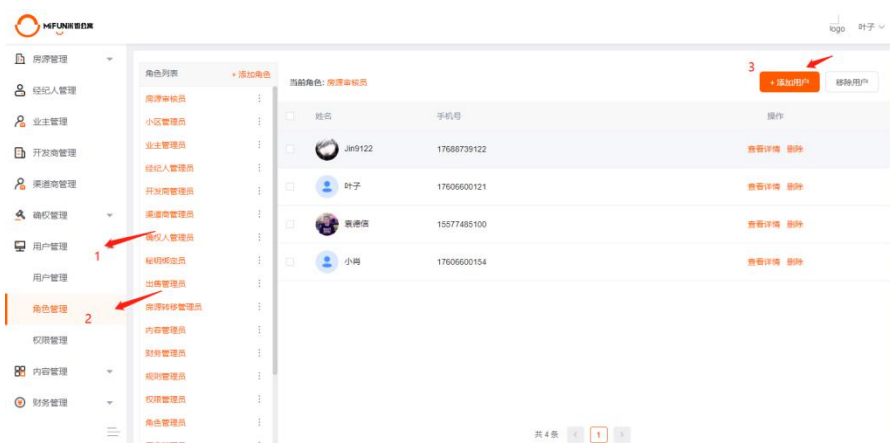 MiFUN
logo 叶子
房源管理
经纪人管理
业主管理
开发商管理
渠道商管理
确权管理
用户管理
1
用户管理
角色管理
2
权限管理
内容管理
财务管理
角色列表 + 添加角色
房源审核员
小区管理员
业主管理员
经纪人管理员
开发商管理员
渠道商管理员
确权人管理员
秘钥绑定员
出售管理员
房源转移管理员
内容管理员
财务管理员
规则管理员
权限管理员
角色管理员
当前角色: 房源审核员
3
+ 添加用户 移除用户
姓名 手机号 操作
Jin9122 17688739122 查看详情 删除
叶子 17606600121 查看详情 删除
袁德信 15577485100 查看详情 删除
小肖 17606600154 查看详情 删除
共 4 条 < 1 >